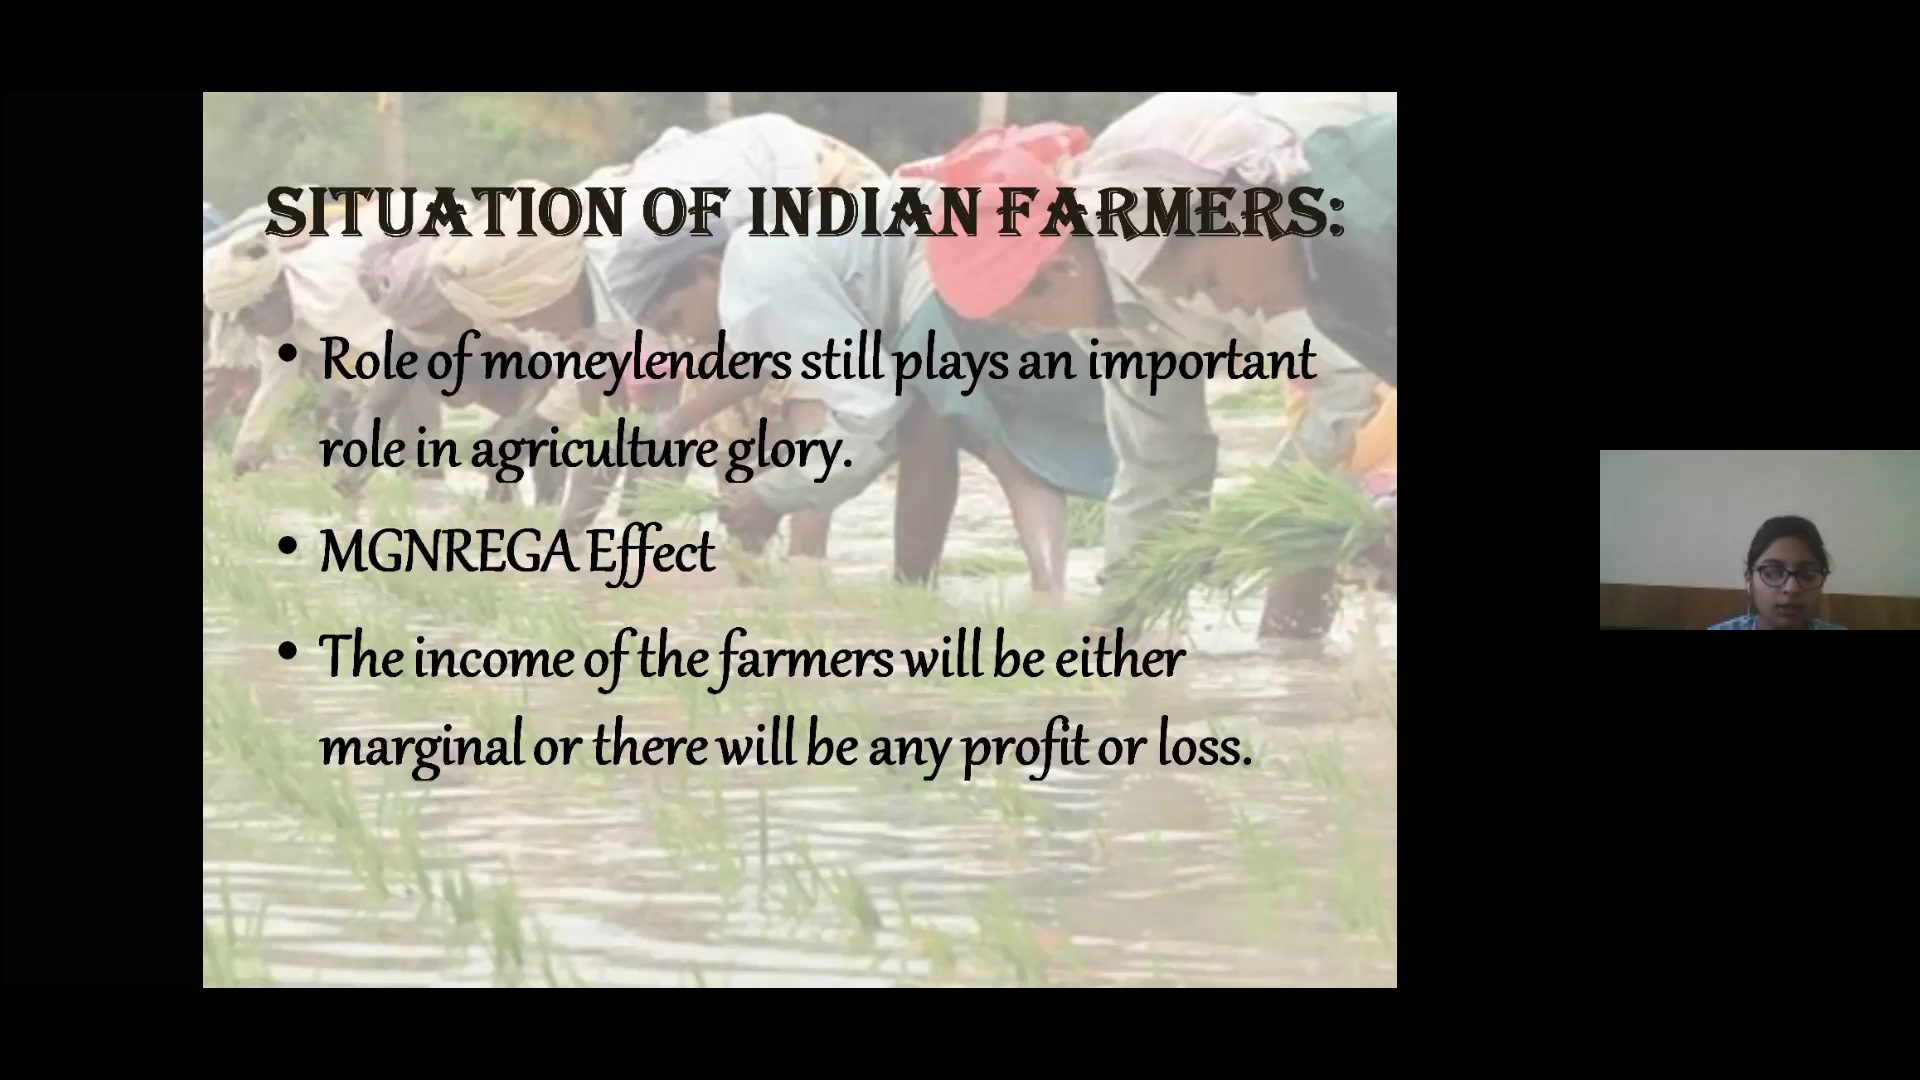 SITUATION OF INDIAN FARMERS:
• Role of moneylenders still plays an important
role in agriculture glory.
• MGNREGA Effect
• The income of the farmers will be either
marginal or there will be any profit or loss.